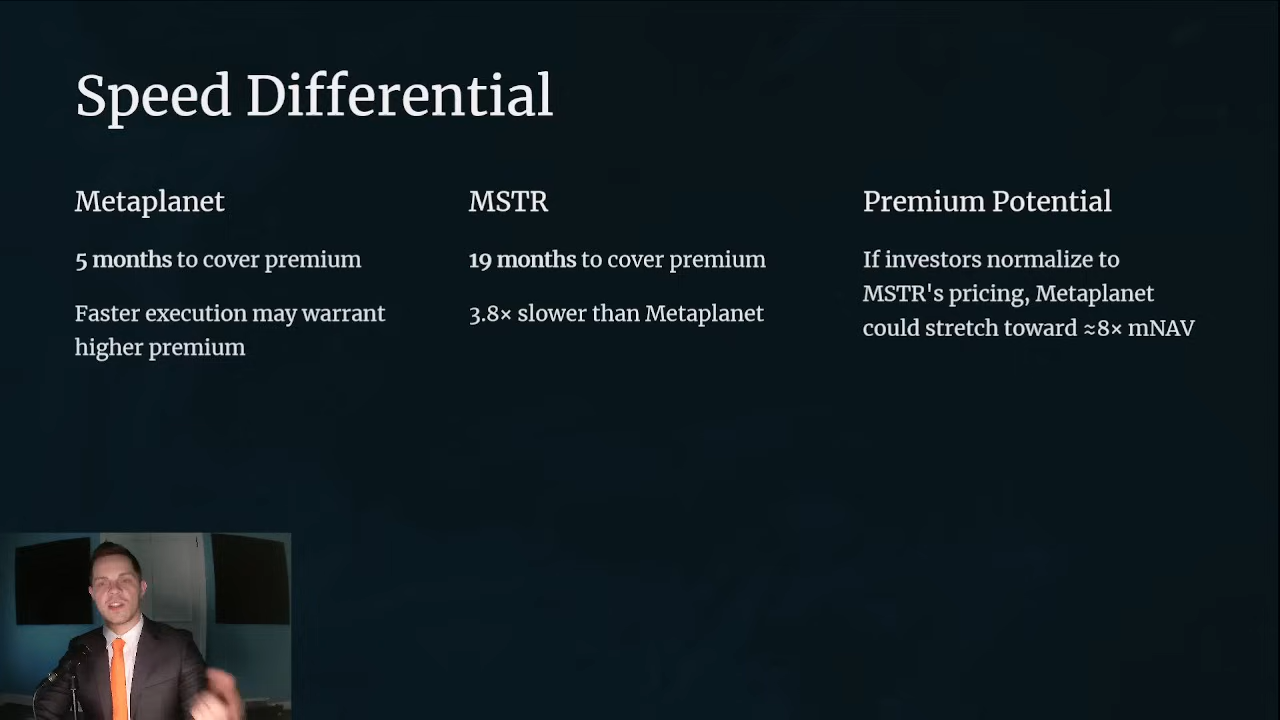 Speed Differential
Metaplanet
5 months to cover premium
Faster execution may warrant
higher premium
MSTR
19 months to cover premium
3.8× slower than Metaplanet
Premium Potential
If investors normalize to
MSTR's pricing, Metaplanet
could stretch toward ≈8× mNAV